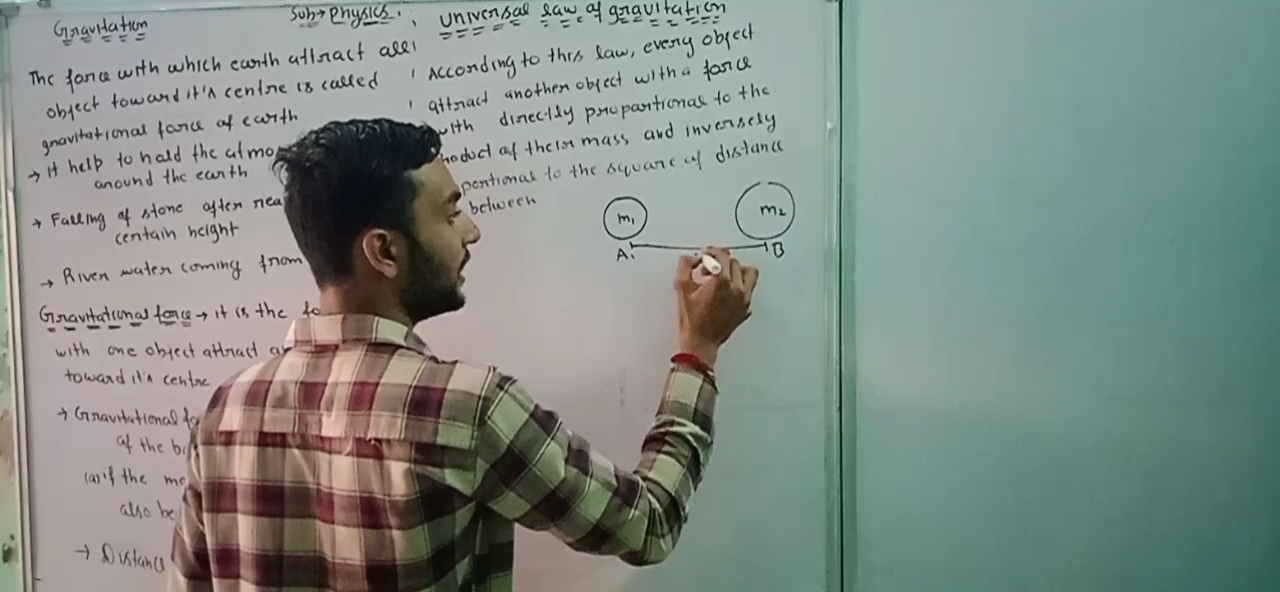 Sub→ Physics
Gravitation
The force with which earth attract all
object toward it's centre is called
gravitational force of earth
→ It help to hold the atmo
around the earth
→ Falling of stone after rea
certain height
→ River water coming from
Gravitational force → it is the fo
with one object attract a
toward it's centre
→ Gravitational fo
of the b
(a) if the mo
also be
→ Distance
universal law of gravitation
According to this law, every object
attract another object with a force
with directly proportional to the
product of their mass and inversely
portional to the square of distance
between
m₁ m₂
A B